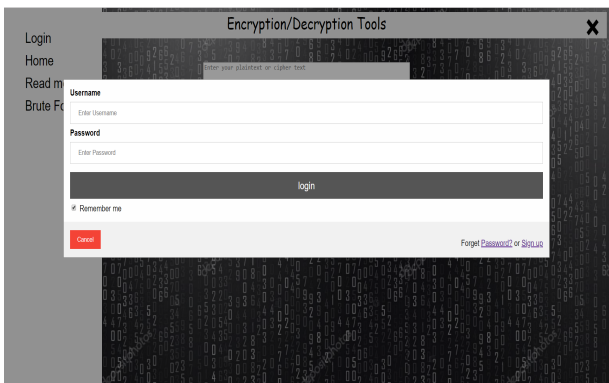 Encryption/Decryption Tools
Login
Home
Read m
Brute Fo
Enter your plaintext or cipher text
Username
Enter Username
Password
Enter Password
login
Remember me
Cancel
Forget Password? or Sign up